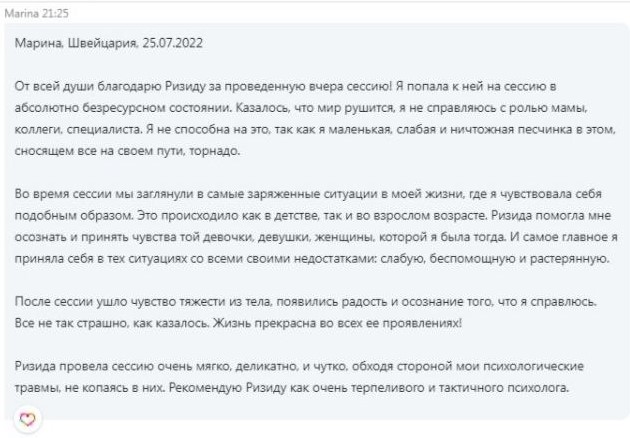 Marina 21:25
Марина, Швейцария, 25.07.2022
От всей души благодарю Ризиду за проведенную вчера сессию! Я попала к ней на сессию в
абсолютно безресурсном состоянии. Казалось, что мир рушится, я не справляюсь с ролью мамы,
коллеги, специалиста. Я не способна на это, так как я маленькая, слабая и ничтожная песчинка в этом,
сносящем все на своем пути, торнадо.
Во время сессии мы заглянули в самые заряженные ситуации в моей жизни, где я чувствовала себя
подобным образом. Это происходило как в детстве, так и во взрослом возрасте. Ризида помогла мне
осознать и принять чувства той девочки, девушки, женщины, которой я была тогда. И самое главное я
приняла себя в тех ситуациях со всеми своими недостатками: слабую, беспомощную и растерянную.
После сессии ушло чувство тяжести из тела, появились радость и осознание того, что я справлюсь.
Все не так страшно, как казалось. Жизнь прекрасна во всех ее проявлениях!
Ризида провела сессию очень мягко, деликатно, и чутко, обходя стороной мои психологические
травмы, не копаясь в них. Рекомендую Ризиду как очень терпеливого и тактичного психолога.